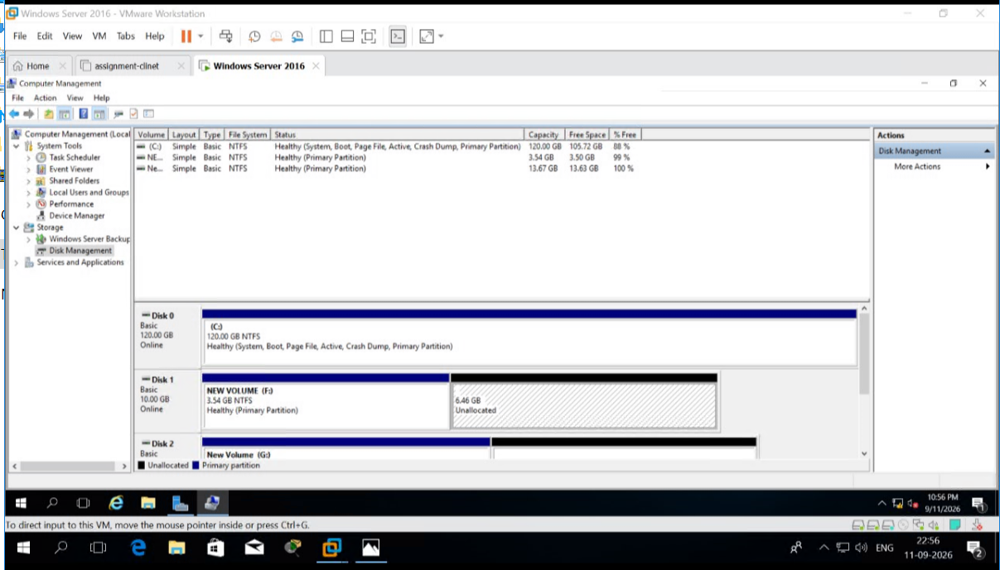 Windows Server 2016 - VMware Workstation
File Edit View VM Tabs Help
Home assignment-clinet Windows Server 2016
Computer Management
File Action View Help
Computer Management (Local
System Tools
Task Scheduler
Event Viewer
Shared Folders
Local Users and Groups
Performance
Device Manager
Storage
Windows Server Backup
Disk Management
Services and Applications
Volume Layout Type File System Status Capacity Free Space % Free
(C:) Simple Basic NTFS Healthy (System, Boot, Page File, Active, Crash Dump, Primary Partition) 120.00 GB 105.72 GB 88 %
NE... Simple Basic NTFS Healthy (Primary Partition) 3.54 GB 3.50 GB 99 %
Ne... Simple Basic NTFS Healthy (Primary Partition) 13.67 GB 13.63 GB 100 %
Actions
Disk Management
More Actions
Disk 0
Basic
120.00 GB
Online
(C:)
120.00 GB NTFS
Healthy (System, Boot, Page File, Active, Crash Dump, Primary Partition)
Disk 1
Basic
10.00 GB
Online
NEW VOLUME (F:)
3.54 GB NTFS
Healthy (Primary Partition)
6.46 GB
Unallocated
Disk 2
Basic
New Volume (G:)
Unallocated Primary partition
10:56 PM
9/11/2026
1
To direct input to this VM, move the mouse pointer inside or press Ctrl+G.
ENG
22:56
11-09-2026
2